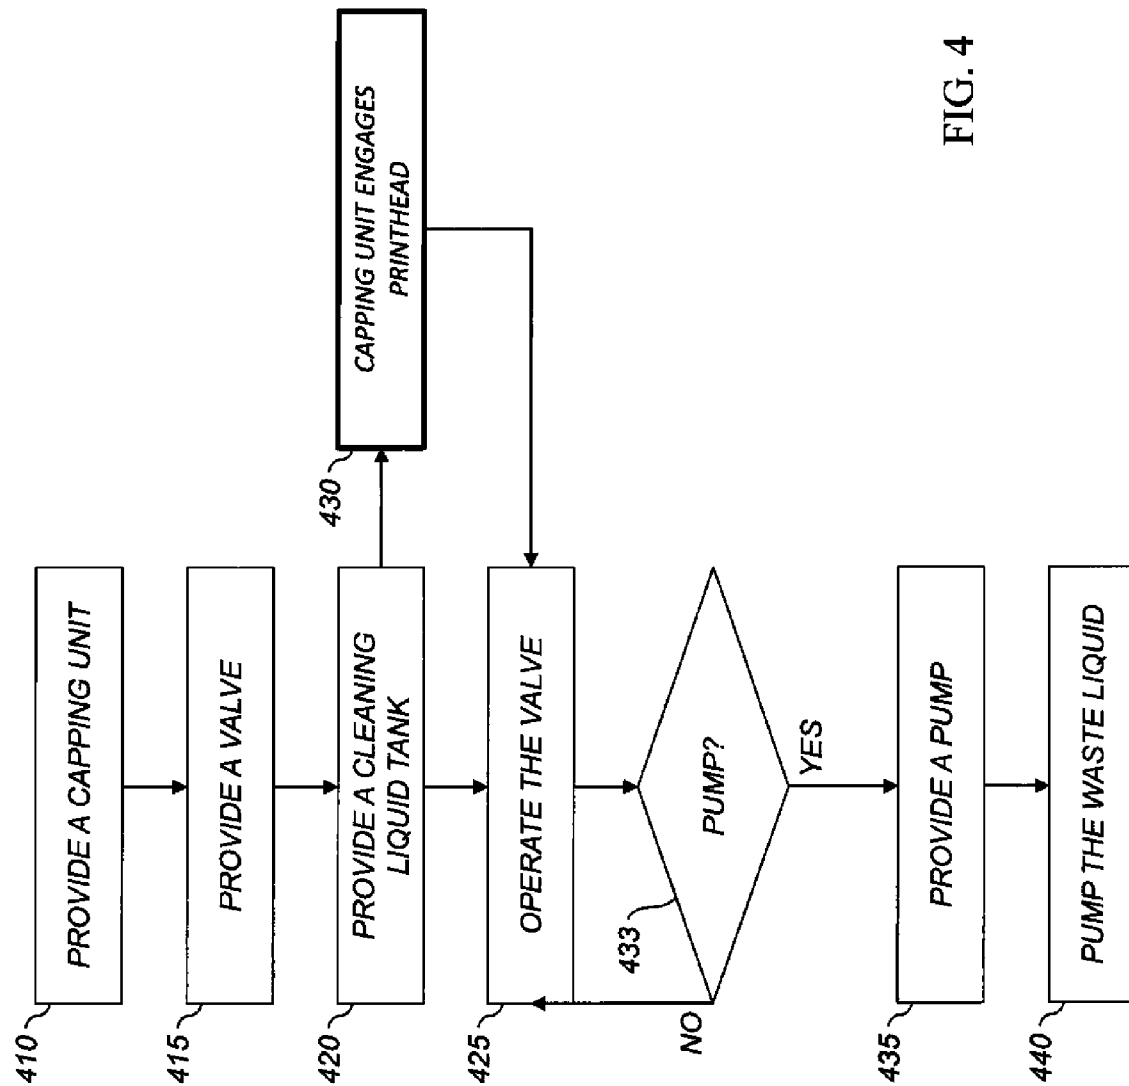 410
PROVIDE A CAPPING UNIT
415
PROVIDE A VALVE
420
PROVIDE A CLEANING
LIQUID TANK
430
CAPPING UNIT ENGAGES
PRINTHEAD
425
OPERATE THE VALVE
433
PUMP?
NO
YES
435
PROVIDE A PUMP
440
PUMP THE WASTE LIQUID
FIG. 4